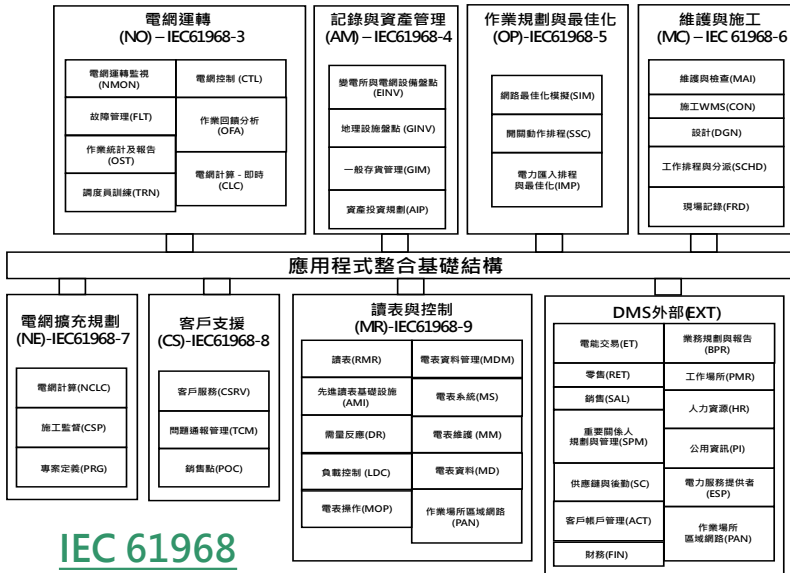 電網運轉
(NO) – IEC61968-3
電網運轉監視
(NMON)
故障管理(FLT)
作業統計及報告
(OST)
調度員訓練(TRN)
電網控制 (CTL)
作業回饋分析
(OFA)
電網計算 - 即時
(CLC)
記錄與資產管理
(AM) – IEC61968-4
變電所與電網設備盤點
(EINV)
地理設施盤點 (GINV)
一般存貨管理(GIM)
資產投資規劃(AIP)
作業規劃與最佳化
(OP)-IEC61968-5
網路最佳化模擬(SIM)
開關動作排程(SSC)
電力匯入排程
與最佳化(IMP)
維護與施工
(MC) – IEC 61968-6
維護與檢查(MAI)
施工WMS(CON)
設計(DGN)
工作排程與分派(SCHD)
現場記錄(FRD)
應用程式整合基礎結構
電網擴充規劃
(NE)-IEC61968-7
電網計算(NCLC)
施工監督(CSP)
專案定義(PRG)
客戶支援
(CS)-IEC61968-8
客戶服務(CSRV)
問題通報管理(TCM)
銷售點(POC)
讀表與控制
(MR)-IEC61968-9
讀表(RMR)
先進讀表基礎設施
(AMI)
需量反應(DR)
負載控制 (LDC)
電表操作(MOP)
電表資料管理(MDM)
電表系統(MS)
電表維護 (MM)
電表資料(MD)
作業場所區域網路
(PAN)
DMS外部(EXT)
電能交易(ET)
零售(RET)
銷售(SAL)
重要關係人
規劃與管理(SPM)
供應鏈與後勤(SC)
客戶帳戶管理(ACT)
財務(FIN)
業務規劃與報告
(BPR)
工作場所(PMR)
人力資源(HR)
公用資訊(PI)
電力服務提供者
(ESP)
作業場所
區域網路(PAN)
IEC 61968